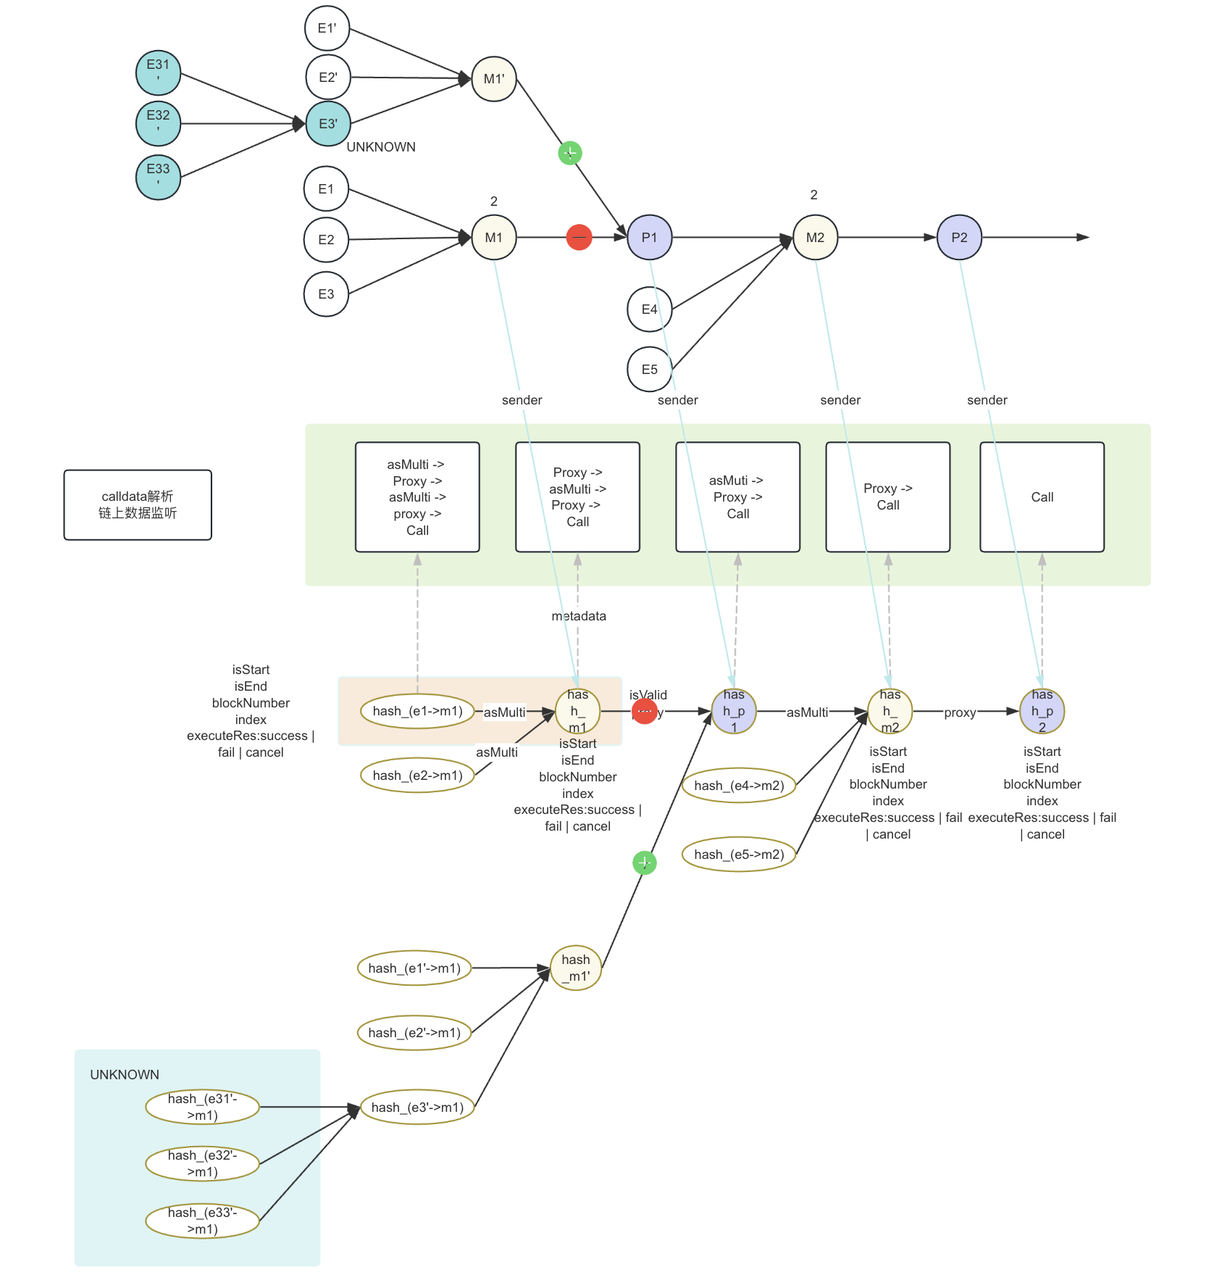 E1'
E31
'
E2'
M1'
E32
'
E3'
UNKNOWN
E33
'
E1
2
2
E2
M1
P1
M2
P2
E3
E4
E5
sender
sender
sender
sender
asMulti ->
Proxy ->
asMulti ->
proxy ->
Call
Proxy ->
asMulti ->
Proxy ->
Call
asMuti ->
Proxy ->
Call
Proxy ->
Call
Call
calldata解析
链上数据监听
metadata
isStart
isEnd
blockNumber
index
executeRes:success |
fail | cancel
hash_(e1->m1)
asMulti
has
h_
m1
isValid
has
h_p
1
asMulti
has
h_
m2
proxy
has
h_p
2
hash_(e2->m1)
asMulti
isStart
isEnd
blockNumber
index
executeRes:success |
fail | cancel
hash_(e4->m2)
hash_(e5->m2)
isStart
isEnd
blockNumber
index
executeRes:success | fail
| cancel
isStart
isEnd
blockNumber
index
executeRes:success | fail
| cancel
hash_(e1'->m1)
hash
_m1'
hash_(e2'->m1)
hash_(e3'->m1)
UNKNOWN
hash_(e31'-
>m1)
hash_(e32'-
>m1)
hash_(e33'-
>m1)